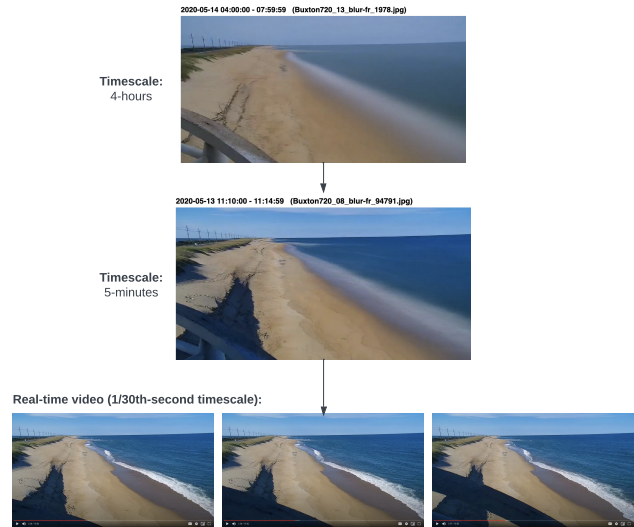 2020-05-14 04:00:00 - 07:59:59 (Buxton720_13_blur-fr_1978.jpg)
Timescale:
4-hours
2020-05-13 11:10:00 - 11:14:59 (Buxton720_08_blur-fr_94791.jpg)
Timescale:
5-minutes
Real-time video (1/30th-second timescale):